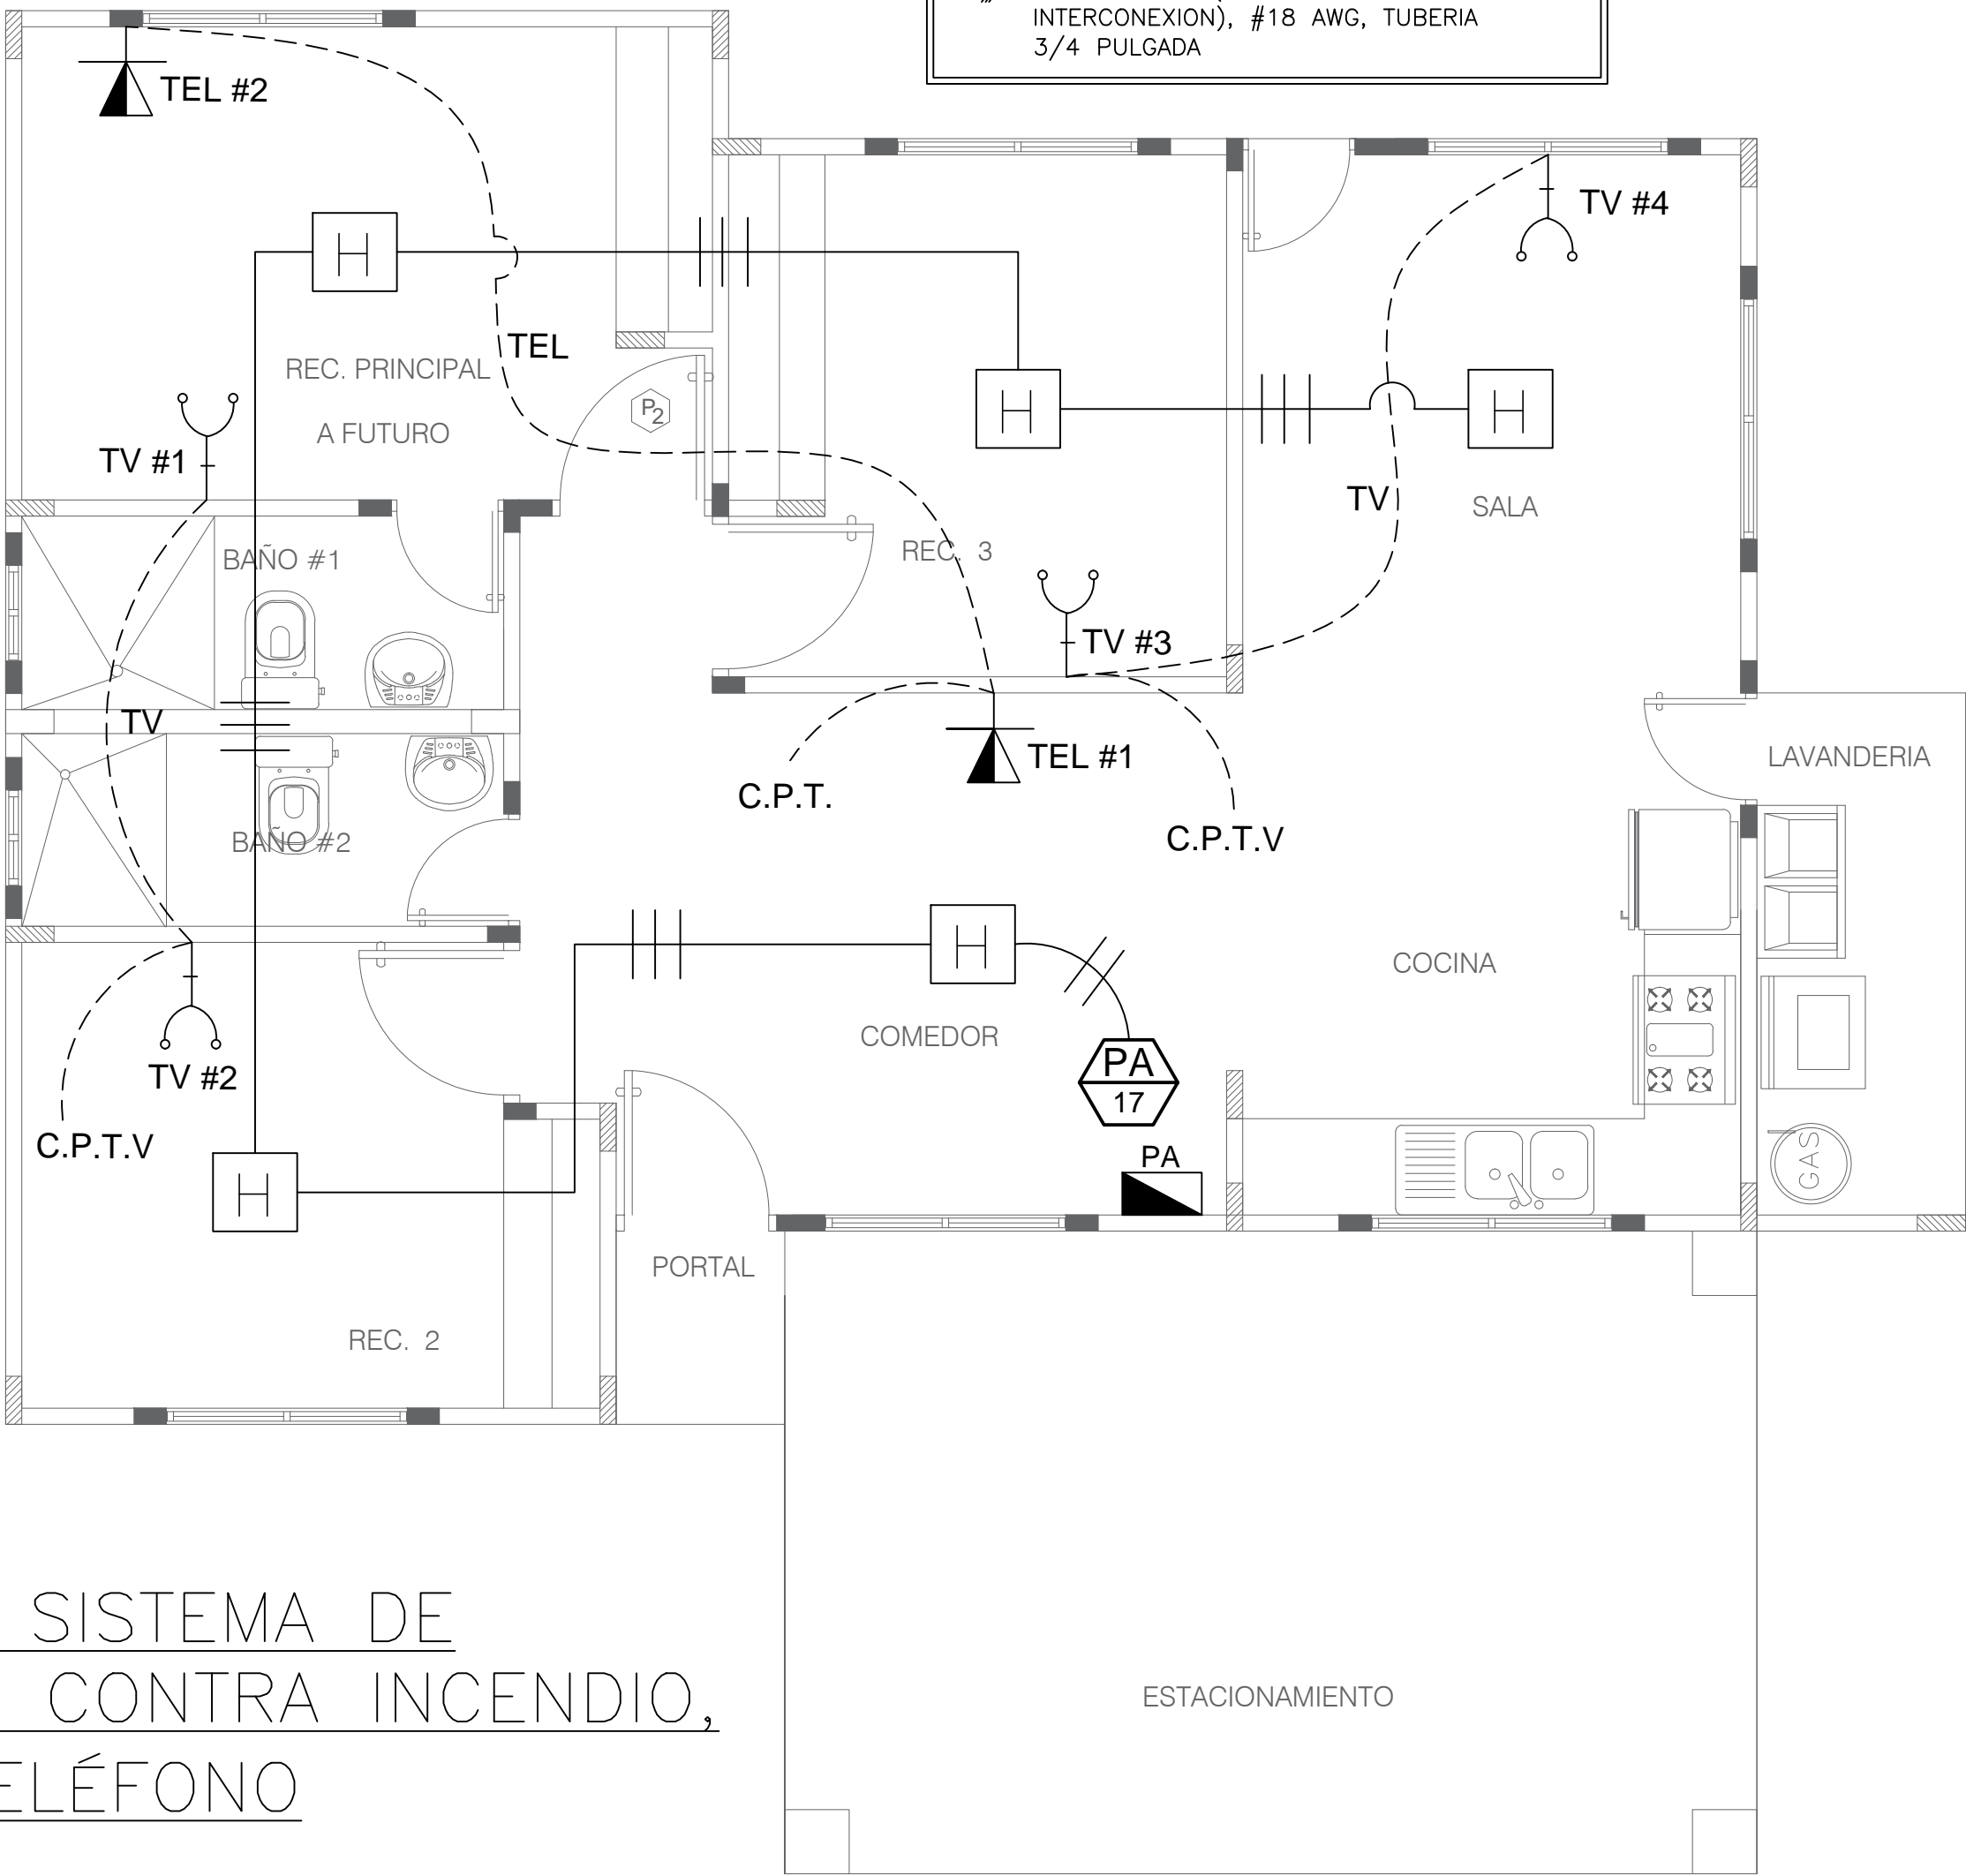 INTERCONEXION), #18 AWG, TUBERIA
3/4 PULGADA
TEL #2
TV #4
H
TEL
REC. PRINCIPAL
A FUTURO
P2
H
H
TV #1
TV
SALA
BAÑO #1
REC. 3
TV #3
TV
TEL #1
LAVANDERIA
C.P.T.
C.P.T.V
BAÑO #2
H
COCINA
COMEDOR
TV #2
PA
17
C.P.T.V
PA
GAS
H
PORTAL
REC. 2
SISTEMA DE
CONTRA INCENDIO,
ELÉFONO
ESTACIONAMIENTO